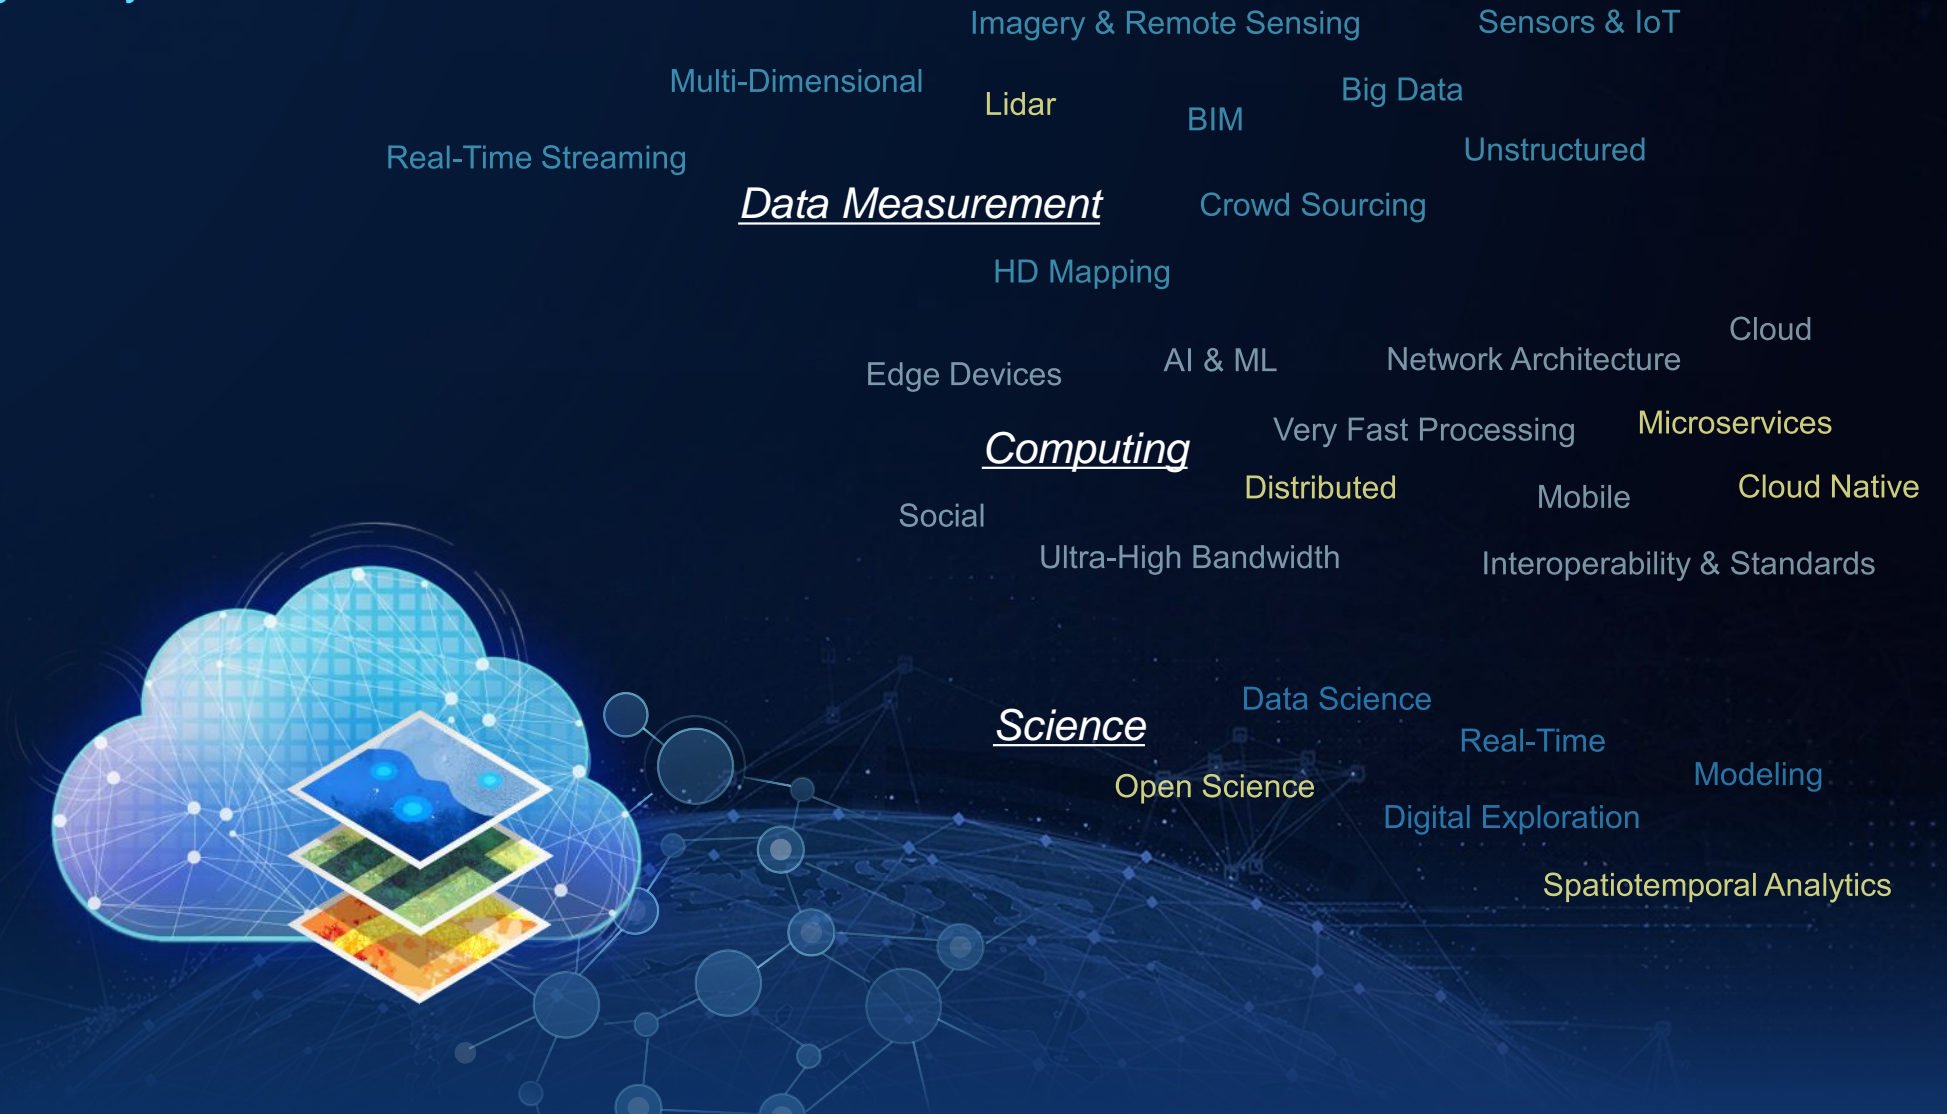 Imagery & Remote Sensing
Sensors & IoT
Multi-Dimensional
Lidar
BIM
Big Data
Real-Time Streaming
Unstructured
Data Measurement
Crowd Sourcing
HD Mapping
Cloud
Edge Devices
AI & ML
Network Architecture
Computing
Very Fast Processing
Microservices
Distributed
Mobile
Cloud Native
Social
Ultra-High Bandwidth
Interoperability & Standards
Science
Data Science
Real-Time
Modeling
Open Science
Digital Exploration
Spatiotemporal Analytics